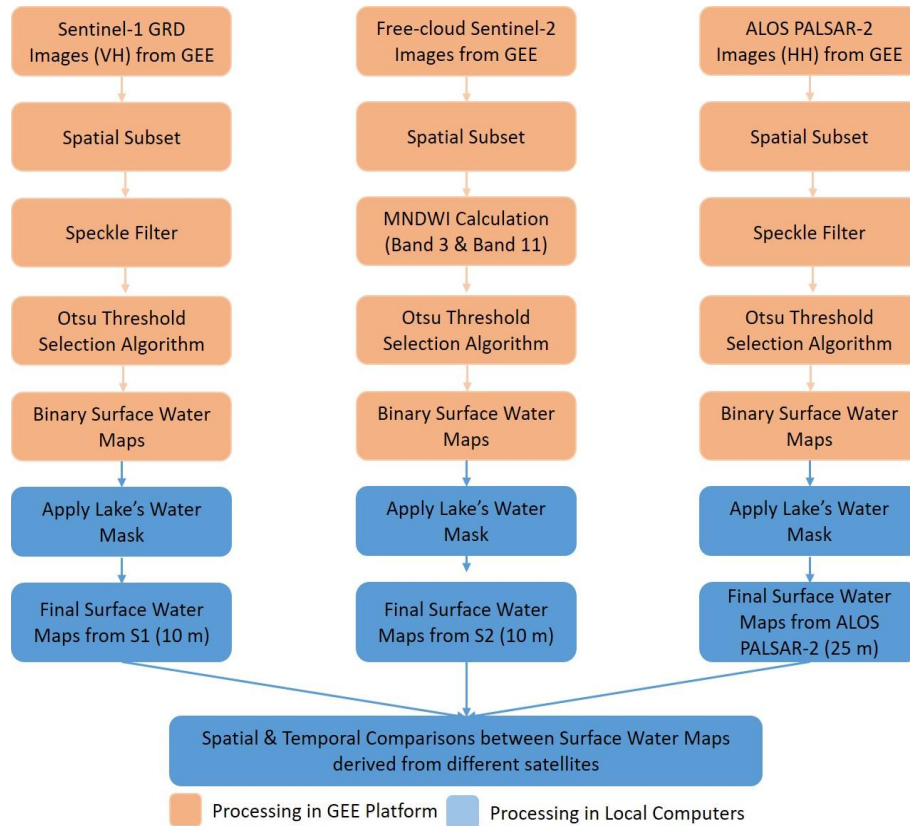 Sentinel-1 GRD
Images (VH) from GEE
Spatial Subset
Speckle Filter
Otsu Threshold
Selection Algorithm
Binary Surface Water
Maps
Apply Lake's Water
Mask
Final Surface Water
Maps from S1 (10 m)
Free-cloud Sentinel-2
Images from GEE
Spatial Subset
MNDWI Calculation
(Band 3 & Band 11)
Otsu Threshold
Selection Algorithm
Binary Surface Water
Maps
Apply Lake's Water
Mask
Final Surface Water
Maps from S2 (10 m)
ALOS PALSAR-2
Images (HH) from GEE
Spatial Subset
Speckle Filter
Otsu Threshold
Selection Algorithm
Binary Surface Water
Maps
Apply Lake's Water
Mask
Final Surface Water
Maps from ALOS
PALSAR-2 (25 m)
Spatial & Temporal Comparisons between Surface Water Maps
derived from different satellites
Processing in GEE Platform
Processing in Local Computers